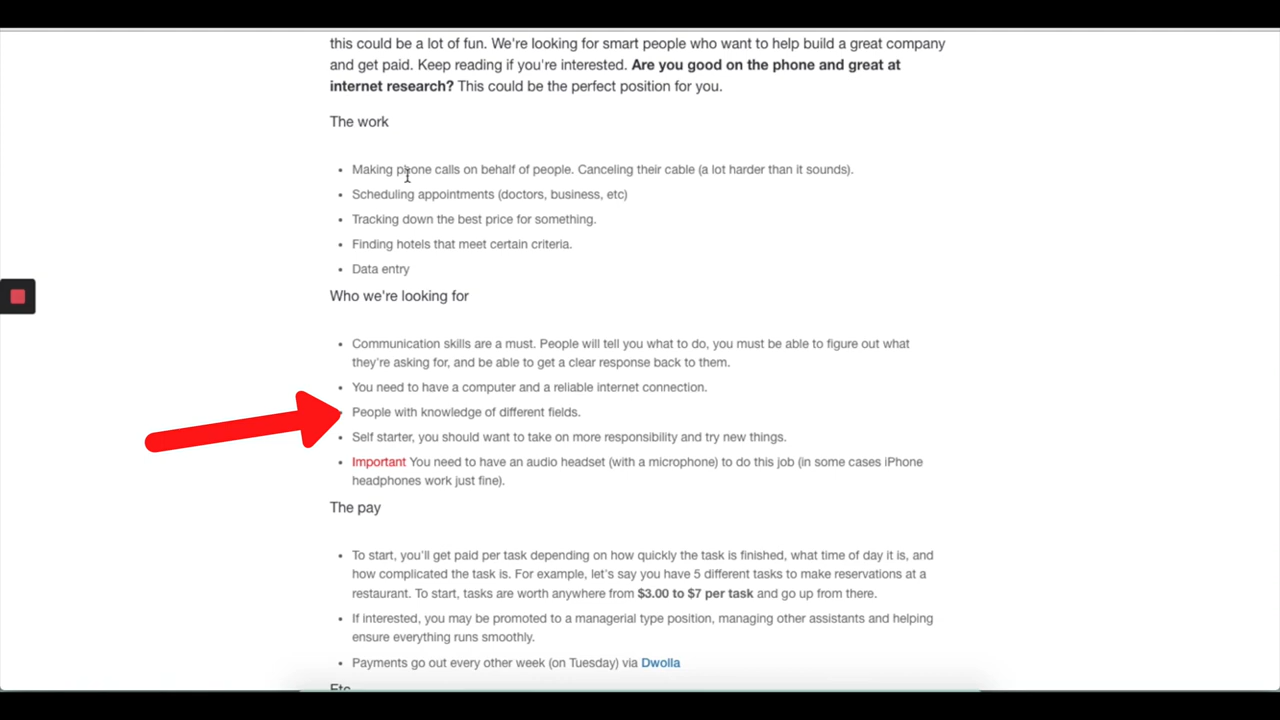 this could be a lot of fun. We're looking for smart people who want to help build a great company
and get paid. Keep reading if you're interested. Are you good on the phone and great at
internet research? This could be the perfect position for you.
The work
• Making phone calls on behalf of people. Canceling their cable (a lot harder than it sounds).
• Scheduling appointments (doctors, business, etc)
• Tracking down the best price for something.
• Finding hotels that meet certain criteria.
• Data entry
Who we're looking for
• Communication skills are a must. People will tell you what to do, you must be able to figure out what
they're asking for, and be able to get a clear response back to them.
• You need to have a computer and a reliable internet connection.
• People with knowledge of different fields.
• Self starter, you should want to take on more responsibility and try new things.
• Important You need to have an audio headset (with a microphone) to do this job (in some cases iPhone
headphones work just fine).
The pay
• To start, you'll get paid per task depending on how quickly the task is finished, what time of day it is, and
how complicated the task is. For example, let's say you have 5 different tasks to make reservations at a
restaurant. To start, tasks are worth anywhere from $3.00 to $7 per task and go up from there.
• If interested, you may be promoted to a managerial type position, managing other assistants and helping
ensure everything runs smoothly.
• Payments go out every other week (on Tuesday) via Dwolla
Etc